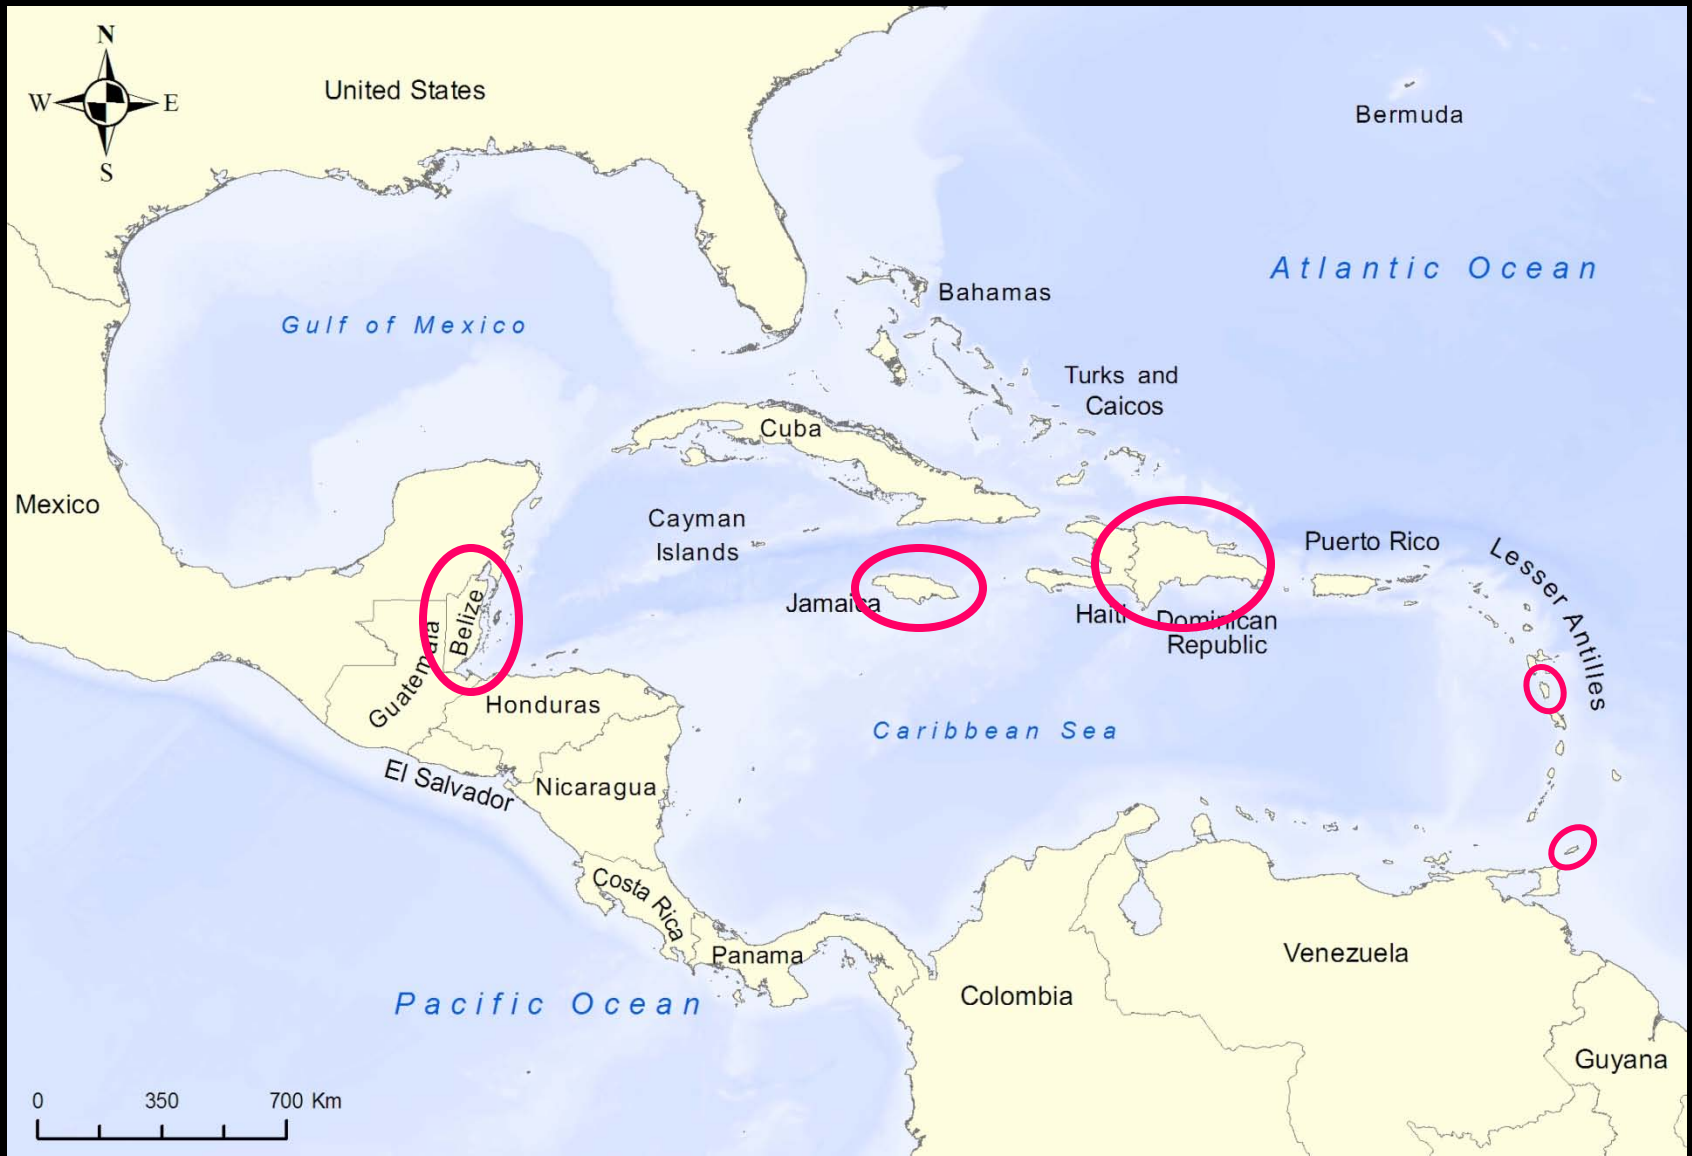 N
W E
S
United States
Bermuda
Atlantic Ocean
Bahamas
Gulf of Mexico
Turks and
Caicos
Cuba
Mexico
Cayman
Islands
Puerto Rico
Lesser Antilles
Jamaica
Haiti
Dominican
Republic
Belize
Guatemala
Honduras
Caribbean Sea
El Salvador
Nicaragua
Costa Rica
Panama
Venezuela
Colombia
Pacific Ocean
Guyana
0 350 700 Km